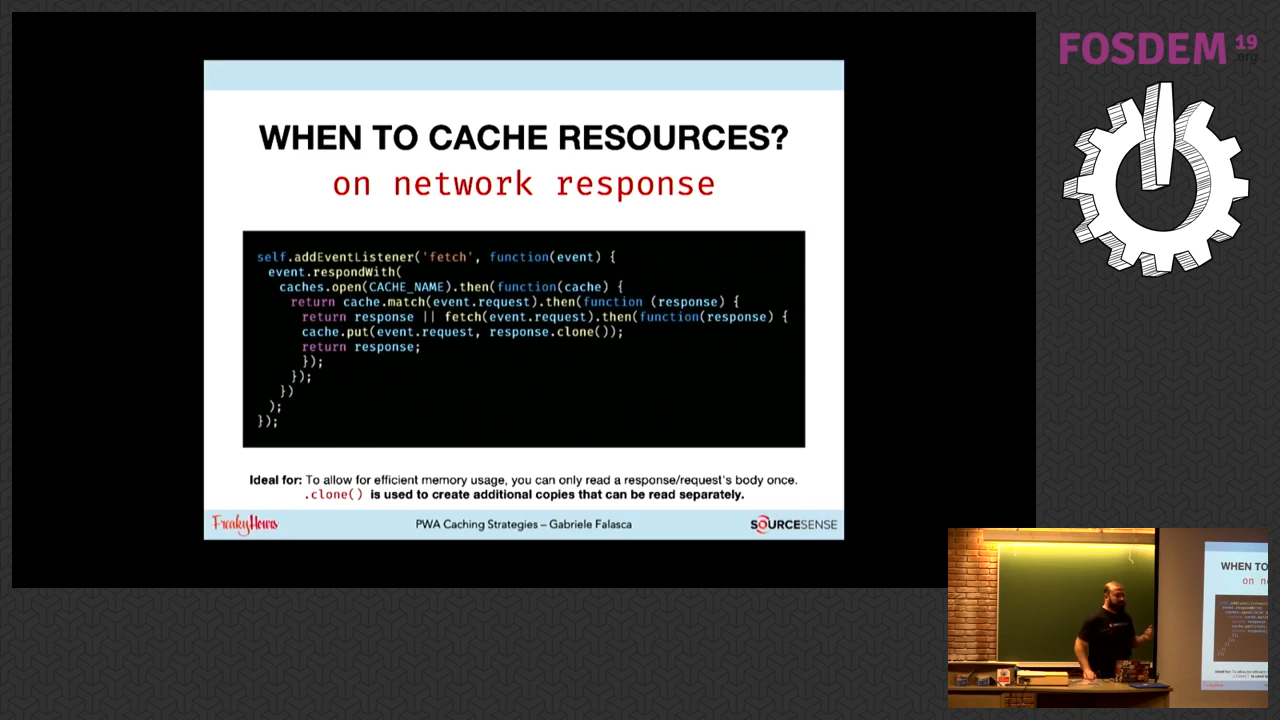 FOSDEM 19
.org
WHEN TO CACHE RESOURCES?
on network response
self.addEventListener('fetch', function(event) {
event.respondWith(
caches.open(CACHE_NAME).then(function(cache) {
return cache.match(event.request).then(function (response) {
return response || fetch(event.request).then(function(response) {
cache.put(event.request, response.clone());
return response;
});
});
})
);
});
Ideal for: To allow for efficient memory usage, you can only read a response/request's body once.
.clone() is used to create additional copies that can be read separately.
FreakyHours
PWA Caching Strategies – Gabriele Falasca
SOURCESENSE
WHEN TO
on n